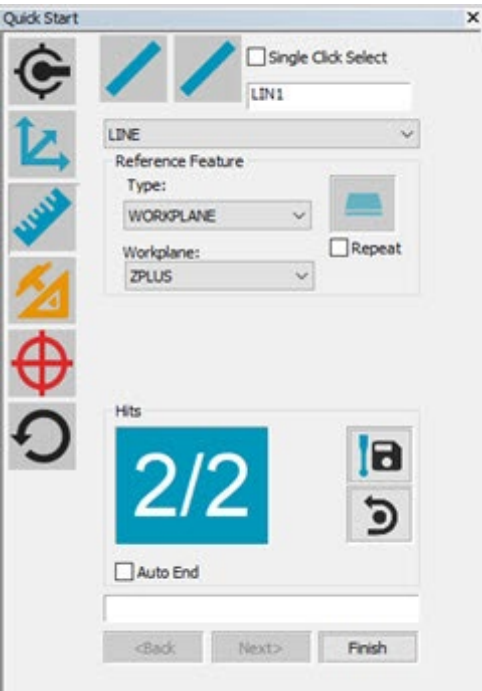 Quick Start
Single Click Select
LIN1
LINE
Reference Feature
Type:
WORKPLANE
Workplane:
Repeat
ZPLUS
Hits
2/2
Auto End
<Back
Next>
Finish